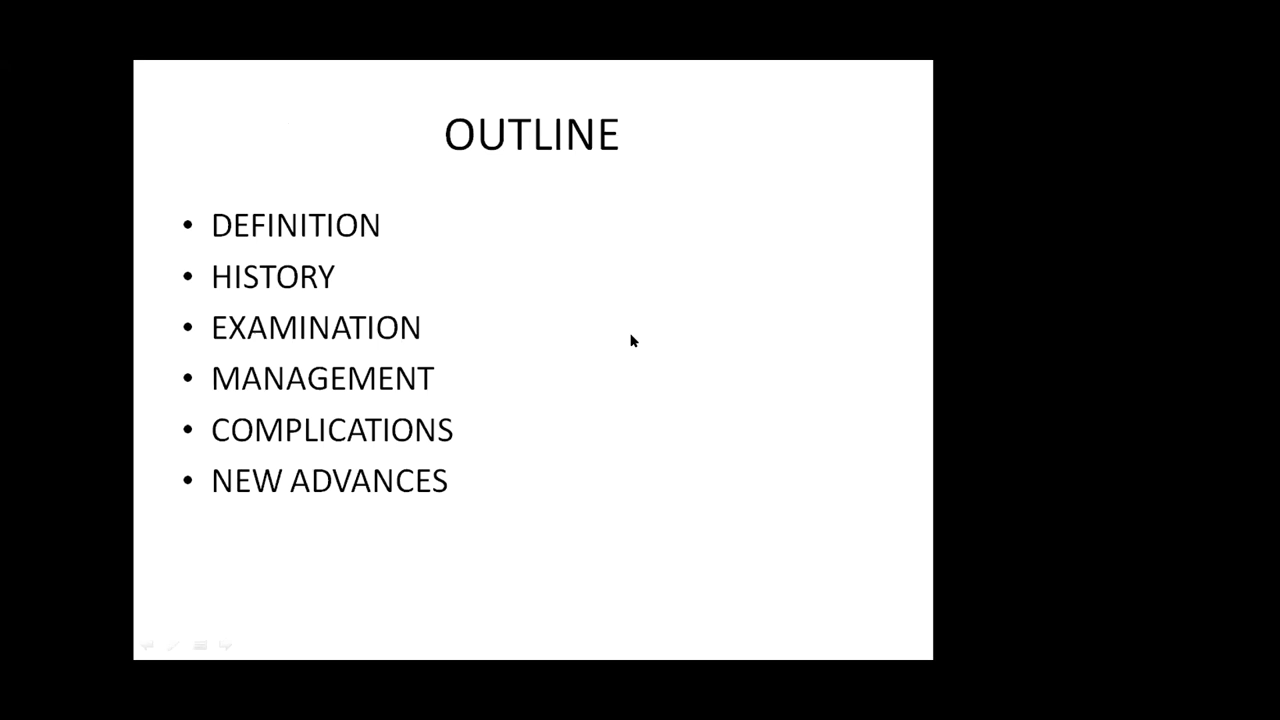 OUTLINE
• DEFINITION
• HISTORY
• EXAMINATION
• MANAGEMENT
• COMPLICATIONS
• NEW ADVANCES